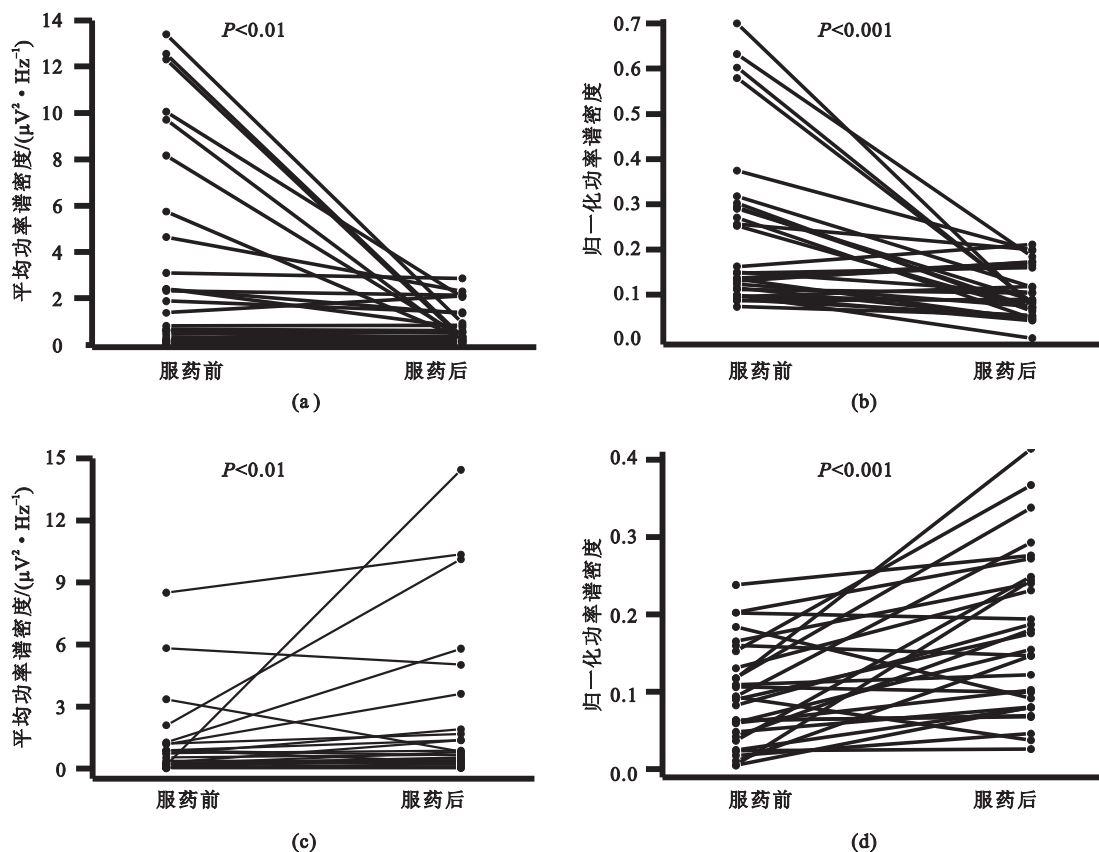 14
12
10
8
6
4
2
0
平均功率谱密度/(μV²·Hz⁻¹)
P<0.01
服药前
服药后
(a)
0.7
0.6
0.5
0.4
0.3
0.2
0.1
0.0
归一化功率谱密度
P<0.001
服药前
服药后
(b)
15
12
9
6
3
0
平均功率谱密度/(μV²·Hz⁻¹)
P<0.01
服药前
服药后
(c)
0.4
0.3
0.2
0.1
0.0
归一化功率谱密度
P<0.001
服药前
服药后
(d)